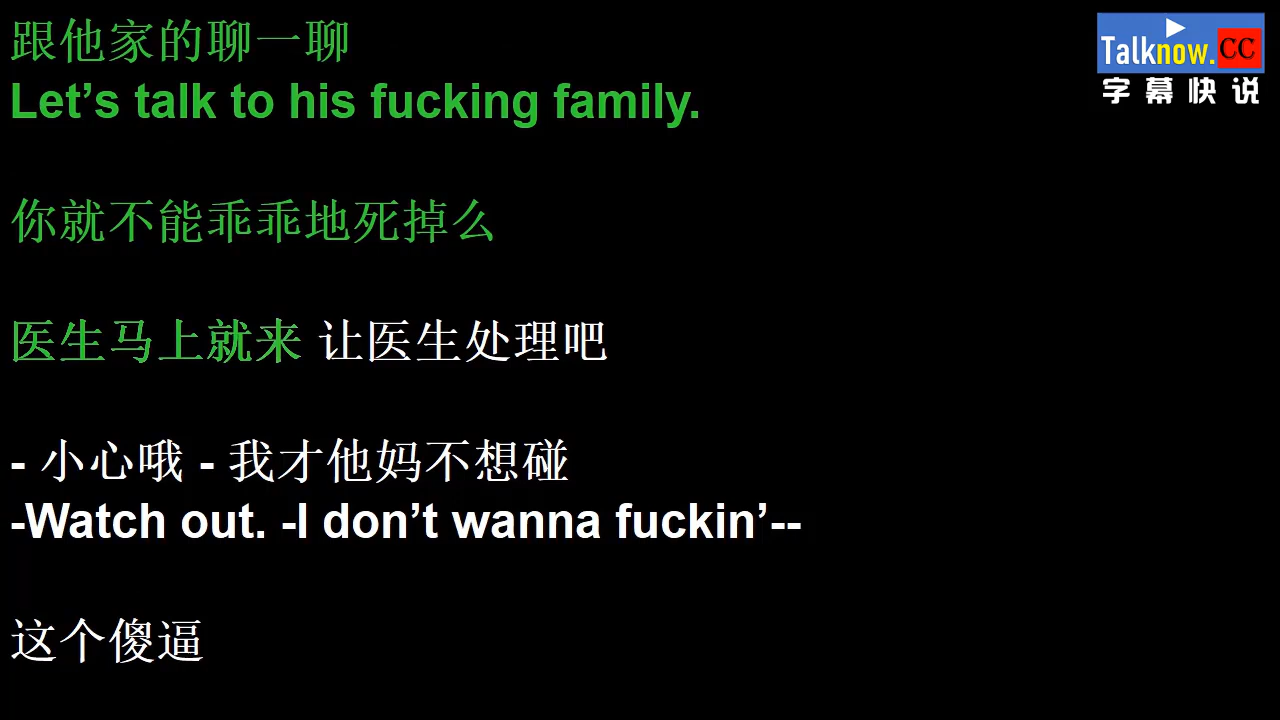 跟他家的聊一聊
Let’s talk to his fucking family.
你就不能乖乖地死掉么
医生马上就来 让医生处理吧
- 小心哦 - 我才他妈不想碰
-Watch out. -I don’t wanna fuckin’--
这个傻逼
Talknow.CC
字幕快说